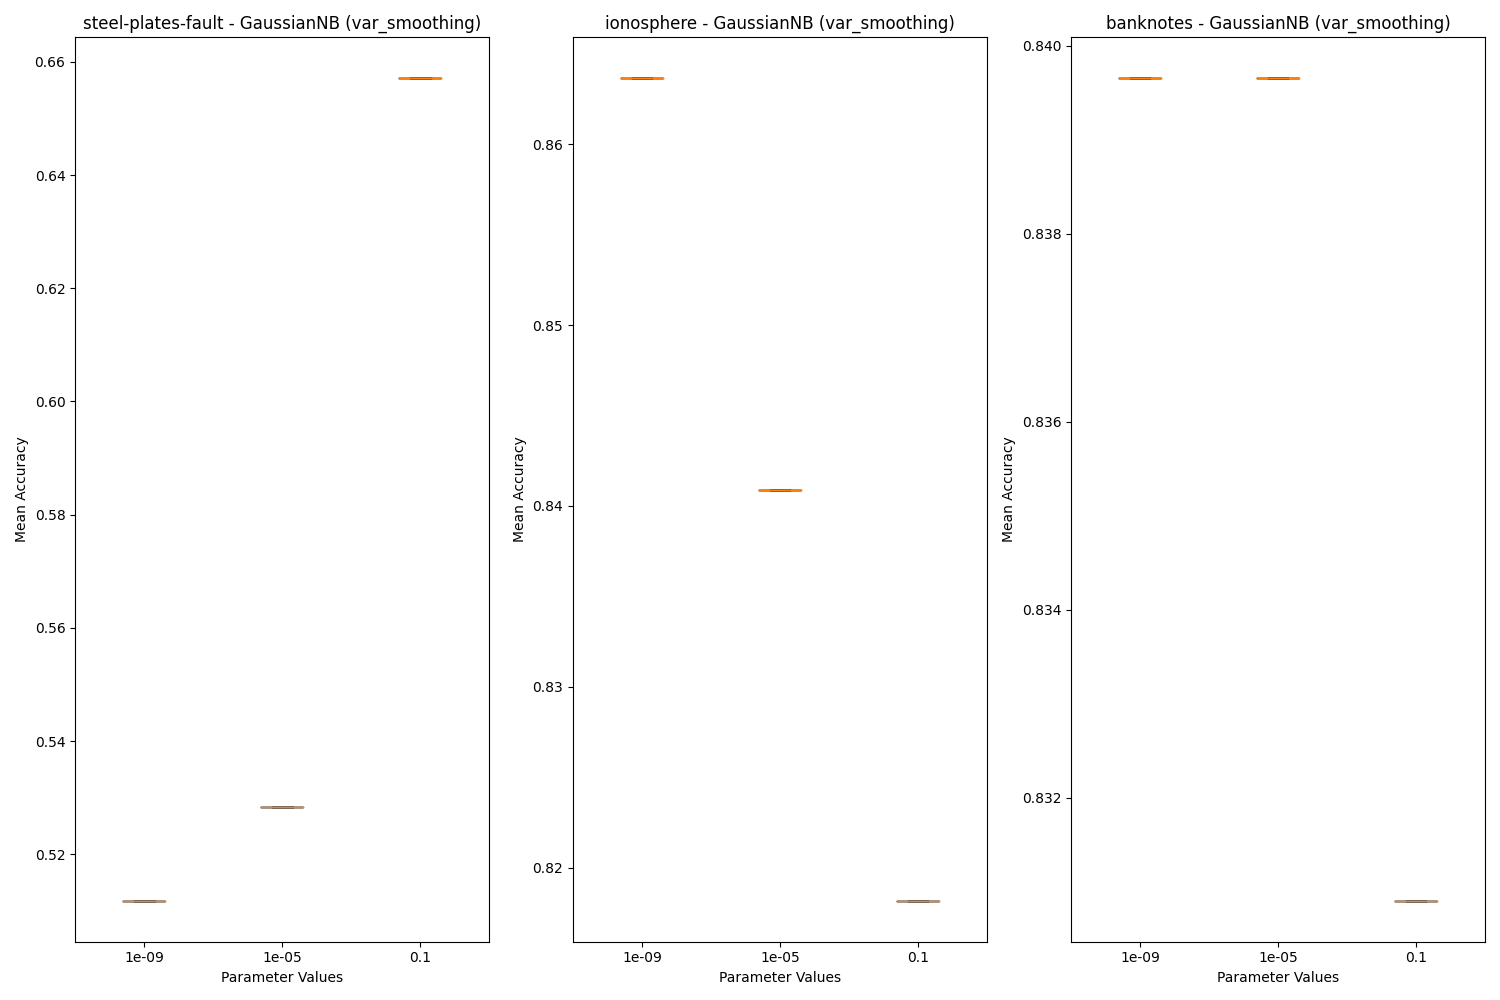 steel-plates-fault - GaussianNB (var_smoothing)
0.66
0.64
0.62
0.60
0.58
0.56
0.54
0.52
Mean Accuracy
1e-09 1e-05 0.1
Parameter Values
ionosphere - GaussianNB (var_smoothing)
0.86
0.85
0.84
0.83
0.82
Mean Accuracy
1e-09 1e-05 0.1
Parameter Values
banknotes - GaussianNB (var_smoothing)
0.840
0.838
0.836
0.834
0.832
Mean Accuracy
1e-09 1e-05 0.1
Parameter Values